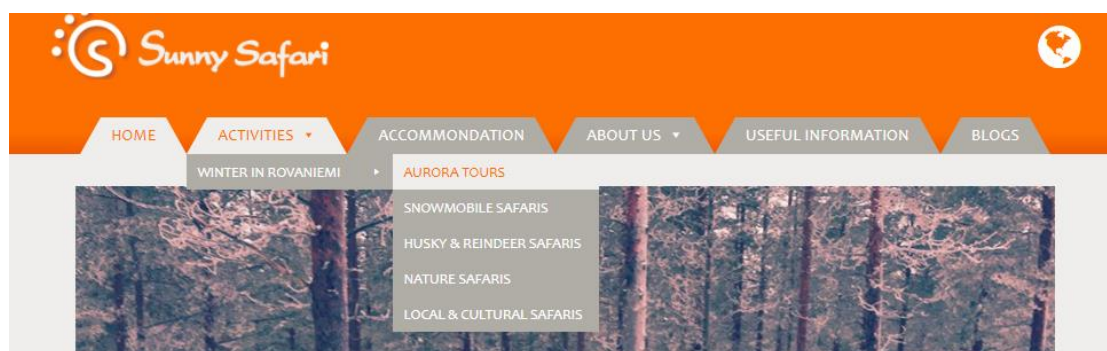 Sunny Safari
HOME ACTIVITIES ACCOMMONDATION ABOUT US USEFUL INFORMATION BLOGS
WINTER IN ROVANIEMI AURORA TOURS
SNOWMOBILE SAFARIS
HUSKY & REINDEER SAFARIS
NATURE SAFARIS
LOCAL & CULTURAL SAFARIS